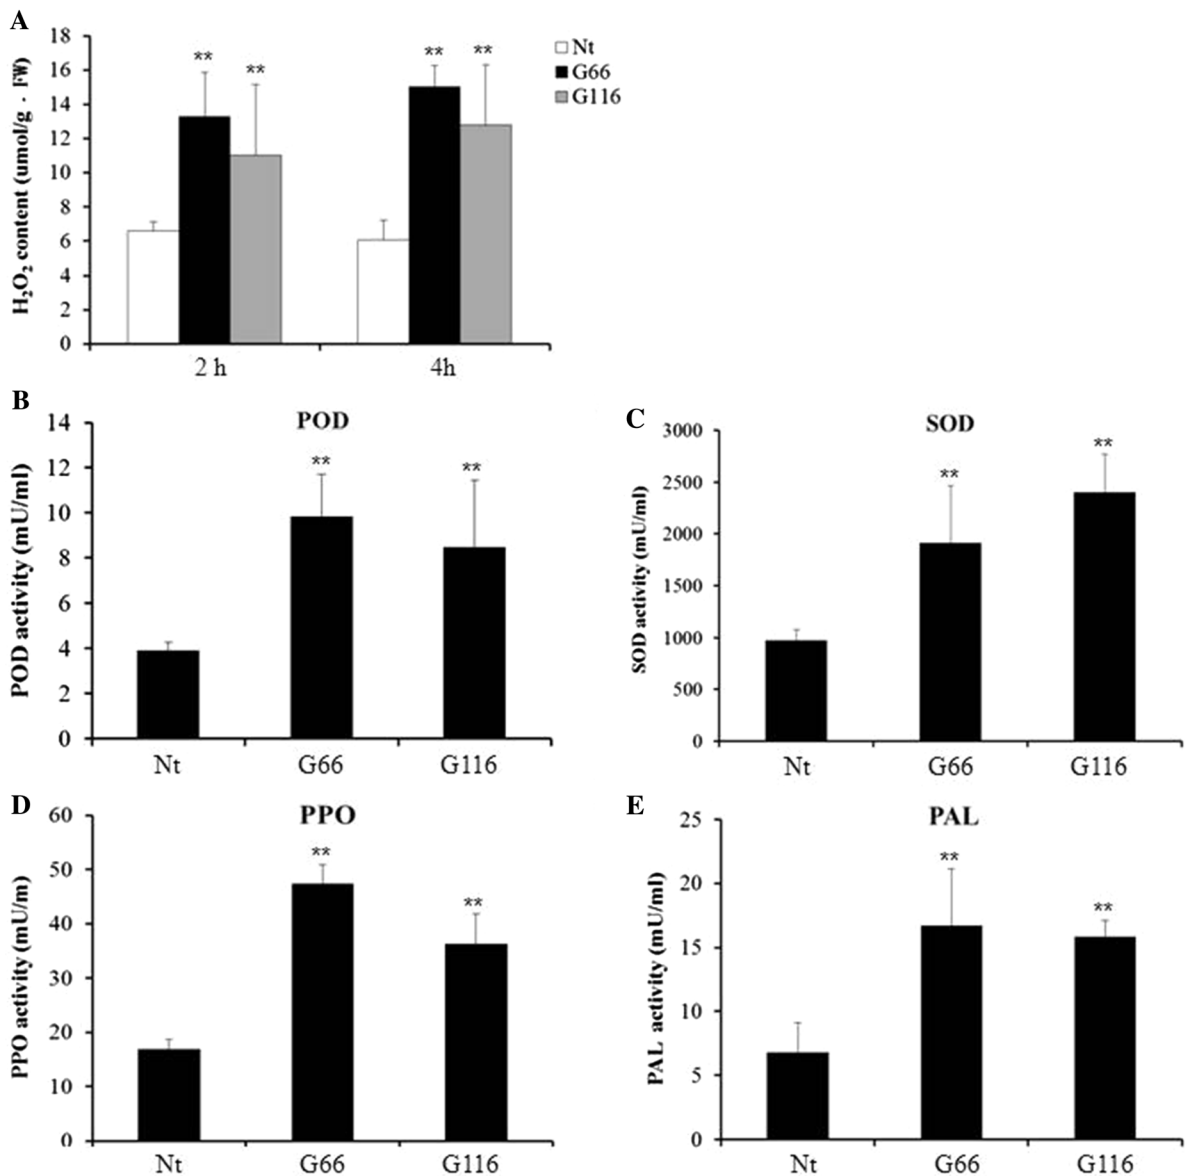 A
H₂O₂ content (umol/g · FW)
18
16
14
12
10
8
6
4
2
0
**
**
**
**
Nt
G66
G116
2 h
4h
B
POD
POD activity (mU/ml)
14
12
10
8
6
4
2
0
**
**
Nt
G66
G116
C
SOD
SOD activity (mU/ml)
3000
2500
2000
1500
1000
500
0
**
**
Nt
G66
G116
D
PPO
PPO activity (mU/m)
60
50
40
30
20
10
0
**
**
Nt
G66
G116
E
PAL
PAL activity (mU/ml)
25
20
15
10
5
0
**
**
Nt
G66
G116